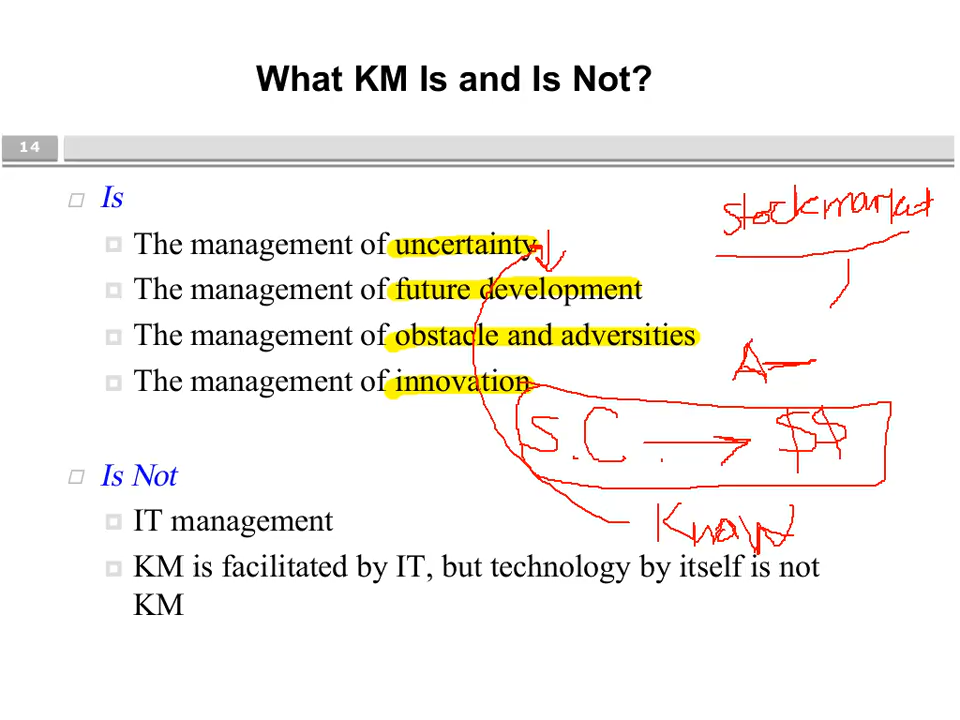 What KM Is and Is Not?
14
Is
The management of uncertainty
The management of future development
The management of obstacle and adversities
The management of innovation
Stockmarket
A
S.C. → $$
Know
Is Not
IT management
KM is facilitated by IT, but technology by itself is not
KM